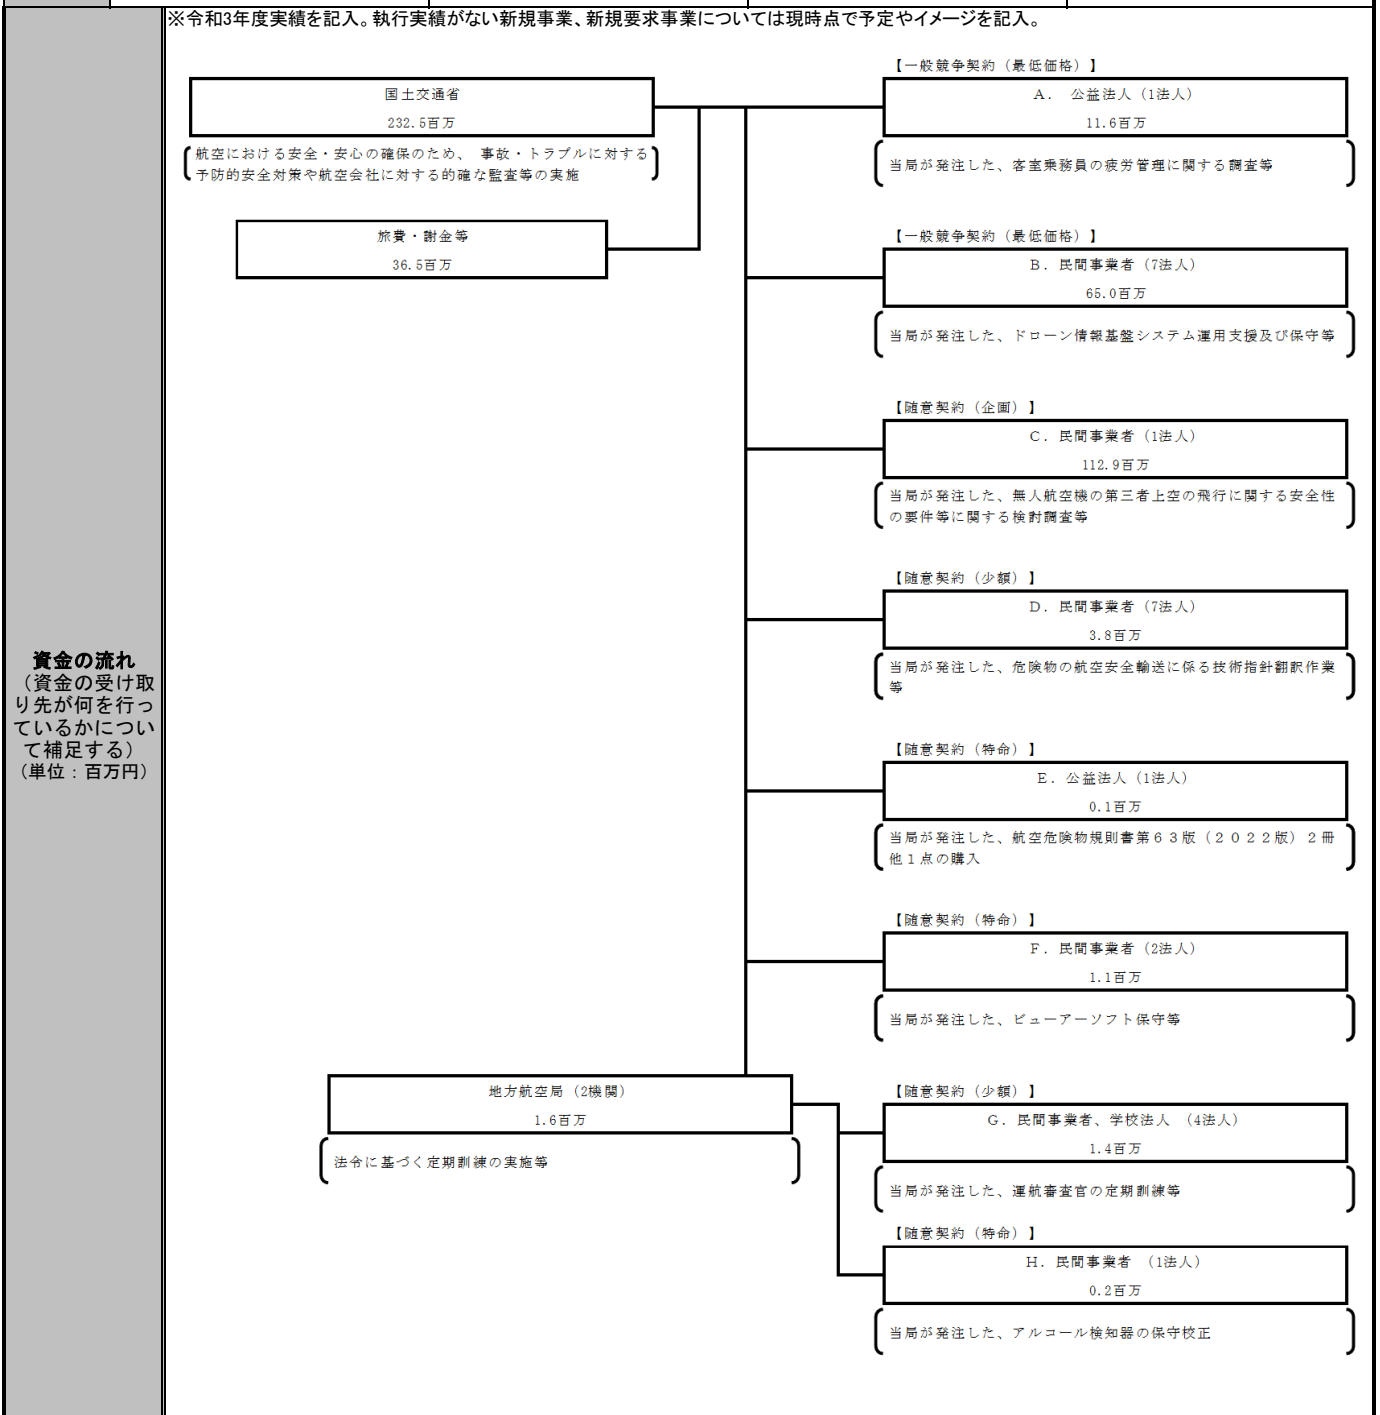 ※令和3年度実績を記入。執行実績がない新規事業、新規要求事業については現時点で予定やイメージを記入。
資金の流れ
（資金の受け取
り先が何を行っ
ているかについ
て補足する）
（単位：百万円）
国土交通省
232.5百万
航空における安全・安心の確保のため、 事故・トラブルに対する
予防的安全対策や航空会社に対する的確な監査等の実施
旅費・謝金等
36.5百万
【一般競争契約（最低価格）】
A． 公益法人（1法人）
11.6百万
当局が発注した、客室乗務員の疲労管理に関する調査等
【一般競争契約（最低価格）】
B．民間事業者（7法人）
65.0百万
当局が発注した、ドローン情報基盤システム運用支援及び保守等
【随意契約（企画）】
C．民間事業者（1法人）
112.9百万
当局が発注した、無人航空機の第三者上空の飛行に関する安全性
の要件等に関する検討調査等
【随意契約（少額）】
D．民間事業者（7法人）
3.8百万
当局が発注した、危険物の航空安全輸送に係る技術指針翻訳作業
等
【随意契約（特命）】
E．公益法人（1法人）
0.1百万
当局が発注した、航空危険物規則書第６３版（２０２２版）２冊
他１点の購入
【随意契約（特命）】
F．民間事業者（2法人）
1.1百万
当局が発注した、ビューアーソフト保守等
地方航空局（2機関）
1.6百万
法令に基づく定期訓練の実施等
【随意契約（少額）】
G．民間事業者、学校法人 （4法人）
1.4百万
当局が発注した、運航審査官の定期訓練等
【随意契約（特命）】
H．民間事業者 （1法人）
0.2百万
当局が発注した、アルコール検知器の保守校正